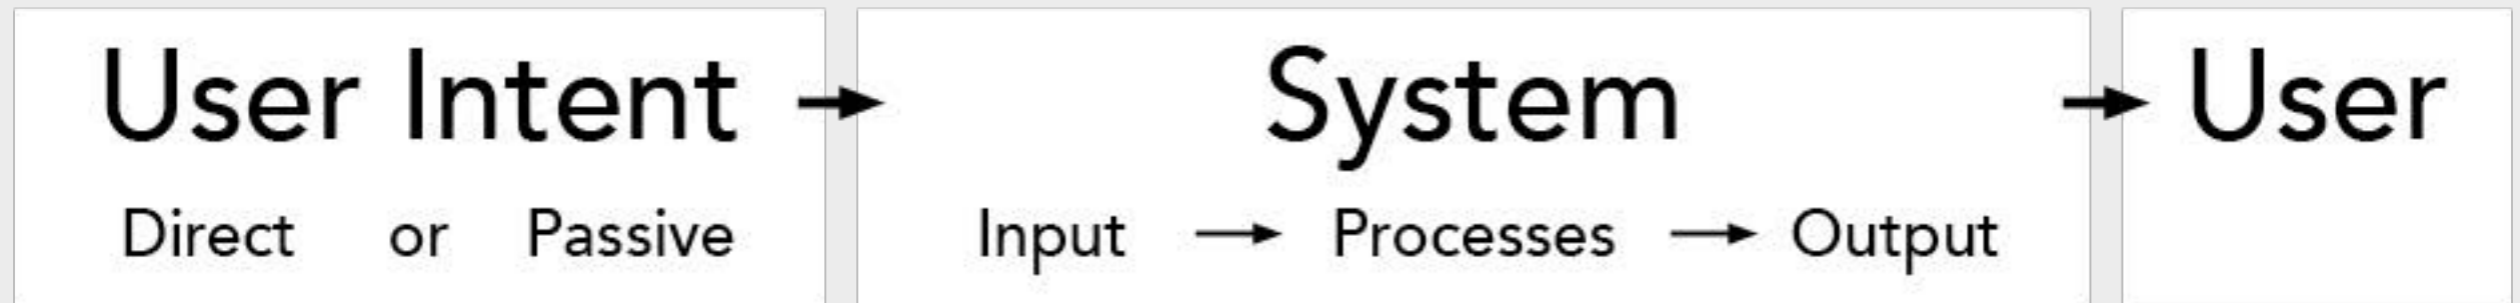 User Intent
Direct or Passive
System
Input Processes Output
User